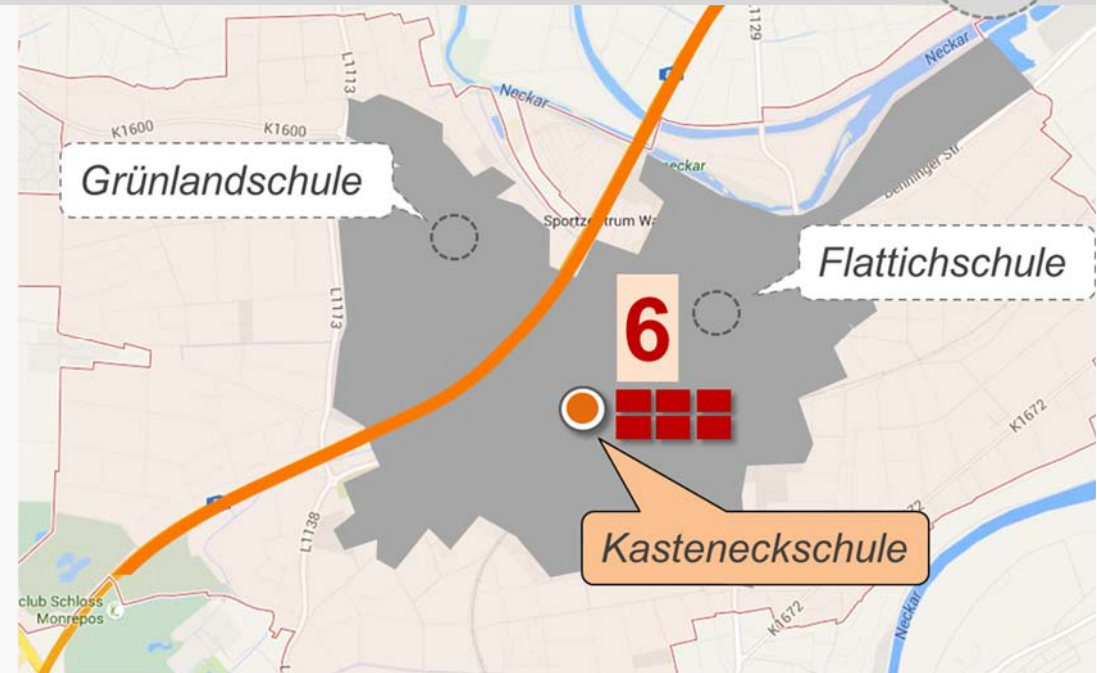 L1113
L1129
Neckar
Neckar
K1600
K1600
Grünlandschule
Sportzentrum Wa
Benninger Str.
Flattichschule
6
L1113
K1672
Kasteneckschule
L1138
club Schloss
Monrepos
K1672
Neckar